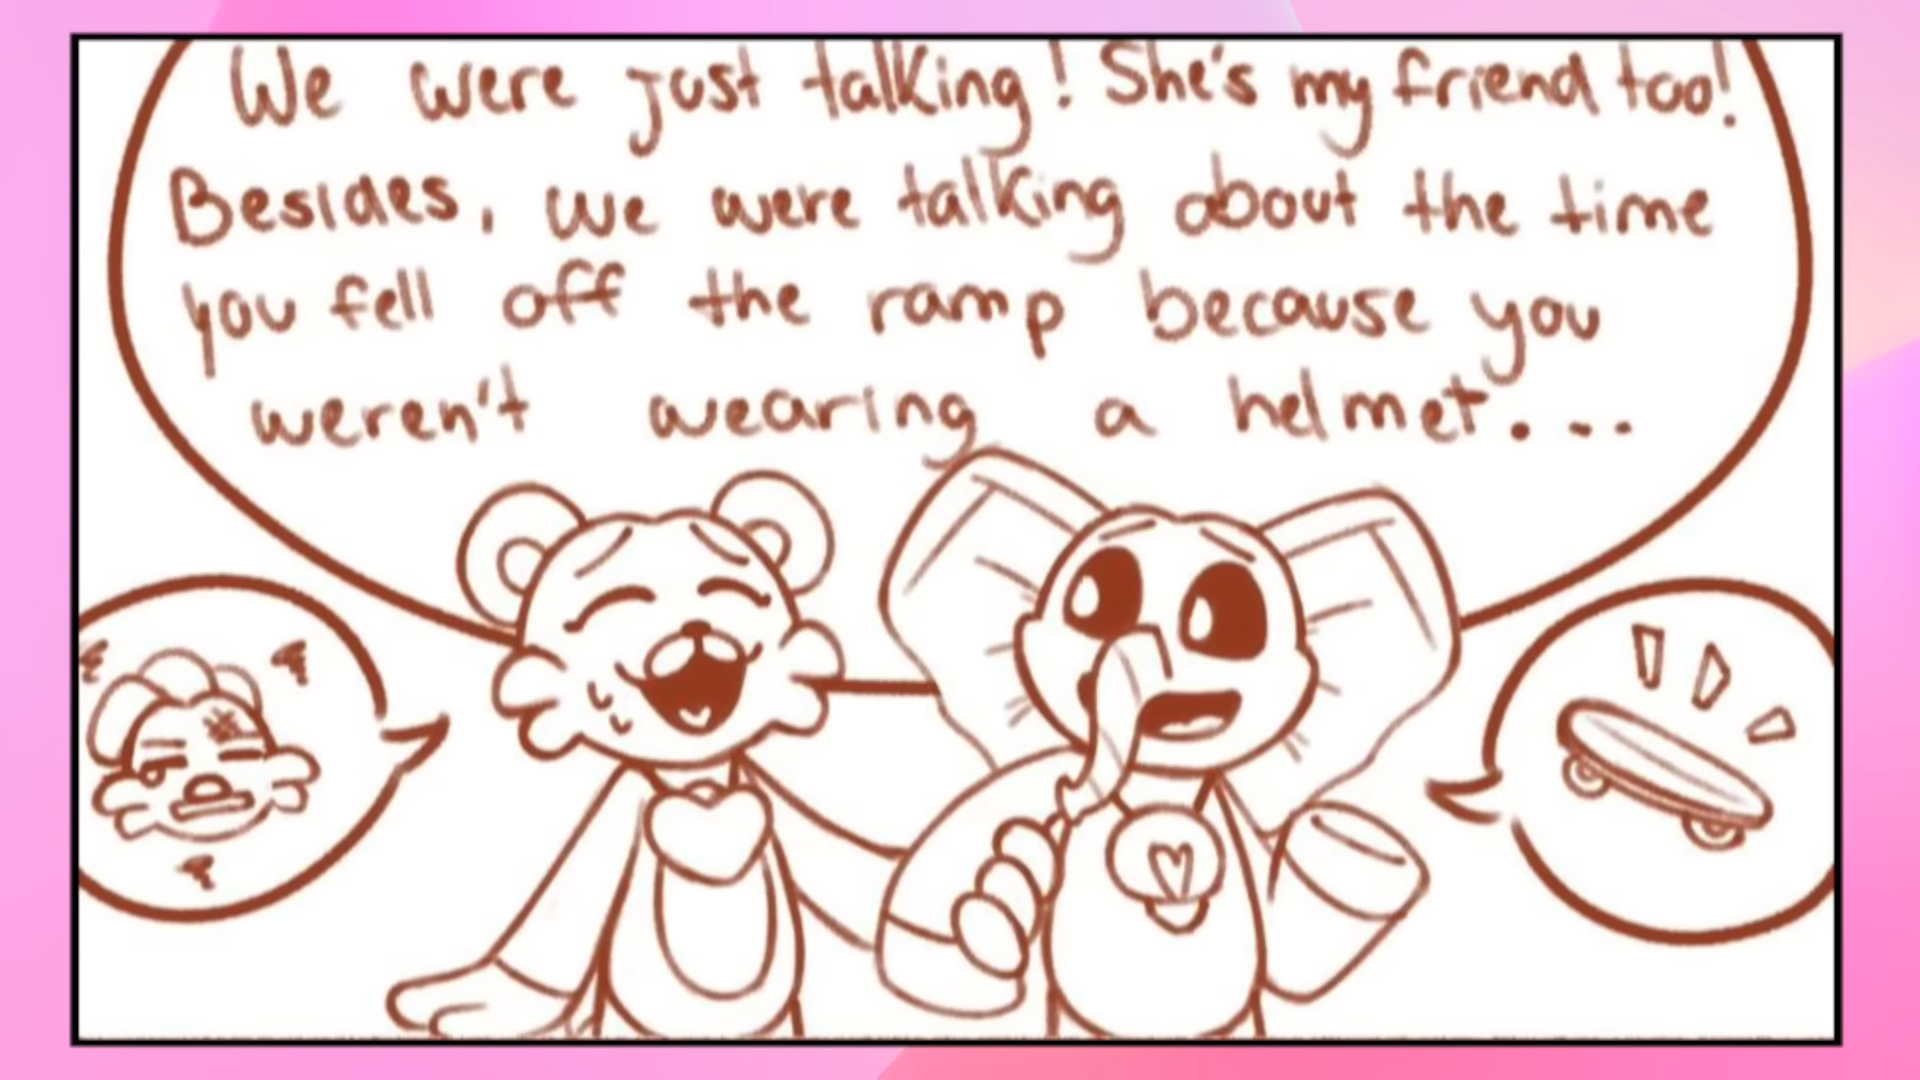 We were just talking! She's my friend too!
Besides, we were talking about the time
you fell off the ramp because you
weren't wearing a helmet...